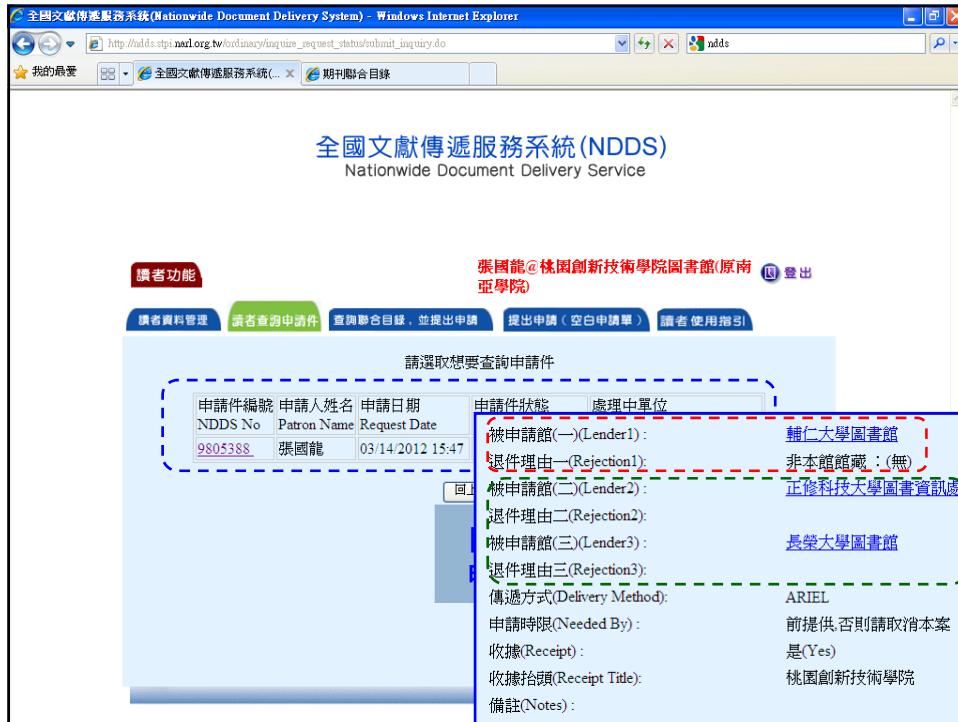 全國文獻傳遞服務系統(Nationwide Document Delivery System) - Windows Internet Explorer
http://ndds.stpi.narl.org.tw/ordinary/inquire_request_status/submit_inquiry.do
ndds
我的最愛
全國文獻傳遞服務系統(...
期刊聯合目錄
全國文獻傳遞服務系統(NDDS)
Nationwide Document Delivery Service
讀者功能
張國龍@桃園創新技術學院圖書館(原南
亞學院)
登出
讀者資料管理 讀者查詢申請件 查詢聯合目錄，並提出申請 提出申請（空白申請單） 讀者使用指引
請選取想要查詢申請件
申請件編號 申請人姓名 申請日期 申請件狀態 處理中單位
NDDS No Patron Name Request Date
9805388 張國龍 03/14/2012 15:47
回上
被申請館(一)(Lender1) : 輔仁大學圖書館
退件理由一(Rejection1): 非本館館藏：(無)
被申請館(二)(Lender2) : 正修科技大學圖書資訊處
退件理由二(Rejection2):
被申請館(三)(Lender3) : 長榮大學圖書館
退件理由三(Rejection3):
傳遞方式(Delivery Method): ARIEL
申請時限(Needed By) : 前提供,否則請取消本案
收據(Receipt) : 是(Yes)
收據抬頭(Receipt Title): 桃園創新技術學院
備註(Notes) :